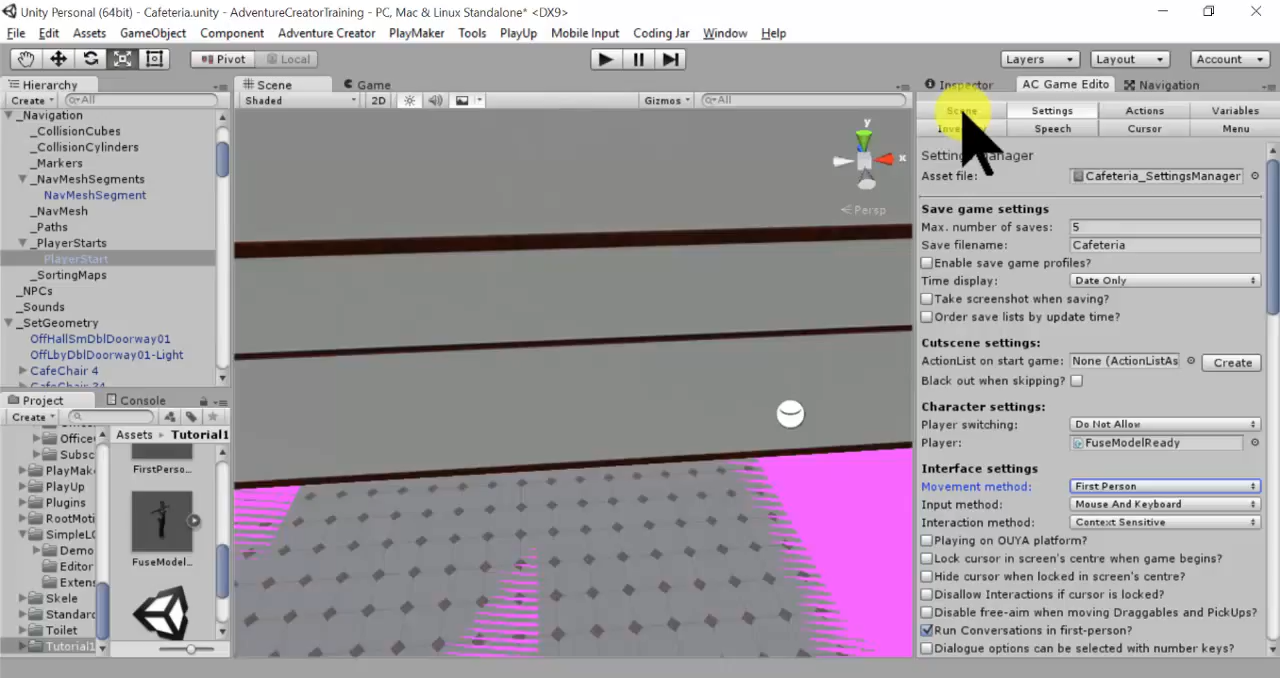 Unity Personal (64bit) - Cafeteria.unity - AdventureCreatorTraining - PC, Mac & Linux Standalone* <DX9>
File Edit Assets GameObject Component Adventure Creator PlayMaker Tools PlayUp Mobile Input Coding Jar Window Help
Pivot Local Layers Layout Account
Hierarchy Scene Game Inspector AC Game Edito Navigation
Create All Shaded 2D Gizmos All
Scene Settings Actions Variables
Speech Cursor Menu
_Navigation
_CollisionCubes
_CollisionCylinders
_Markers
_NavMeshSegments
NavMeshSegment
_NavMesh
_Paths
_PlayerStarts
PlayerStart
_SortingMaps
_NPCs
_Sounds
_SetGeometry
OffHallSmDblDoorway01
OffLbyDblDoorway01-Light
CafeChair 4
CafeChair 34
y
x
Persp
Project Console
Create
Assets Tutorial1
Office
Subsc
PlayMak
PlayUp
Plugins
RootMoti
SimpleLO
Demo
Editor
Extens
Skele
Standard
Toilet
Tutorial1
FirstPerso...
FuseModel...
Manager
Asset file: Cafeteria_SettingsManager
Save game settings
Max. number of saves: 5
Save filename: Cafeteria
Enable save game profiles?
Time display: Date Only
Take screenshot when saving?
Order save lists by update time?
Cutscene settings:
ActionList on start game: None (ActionListAs Create
Black out when skipping?
Character settings:
Player switching: Do Not Allow
Player: FuseModelReady
Interface settings
Movement method: First Person
Input method: Mouse And Keyboard
Interaction method: Context Sensitive
Playing on OUYA platform?
Lock cursor in screen's centre when game begins?
Hide cursor when locked in screen's centre?
Disallow Interactions if cursor is locked?
Disable free-aim when moving Draggables and PickUps?
Run Conversations in first-person?
Dialogue options can be selected with number keys?